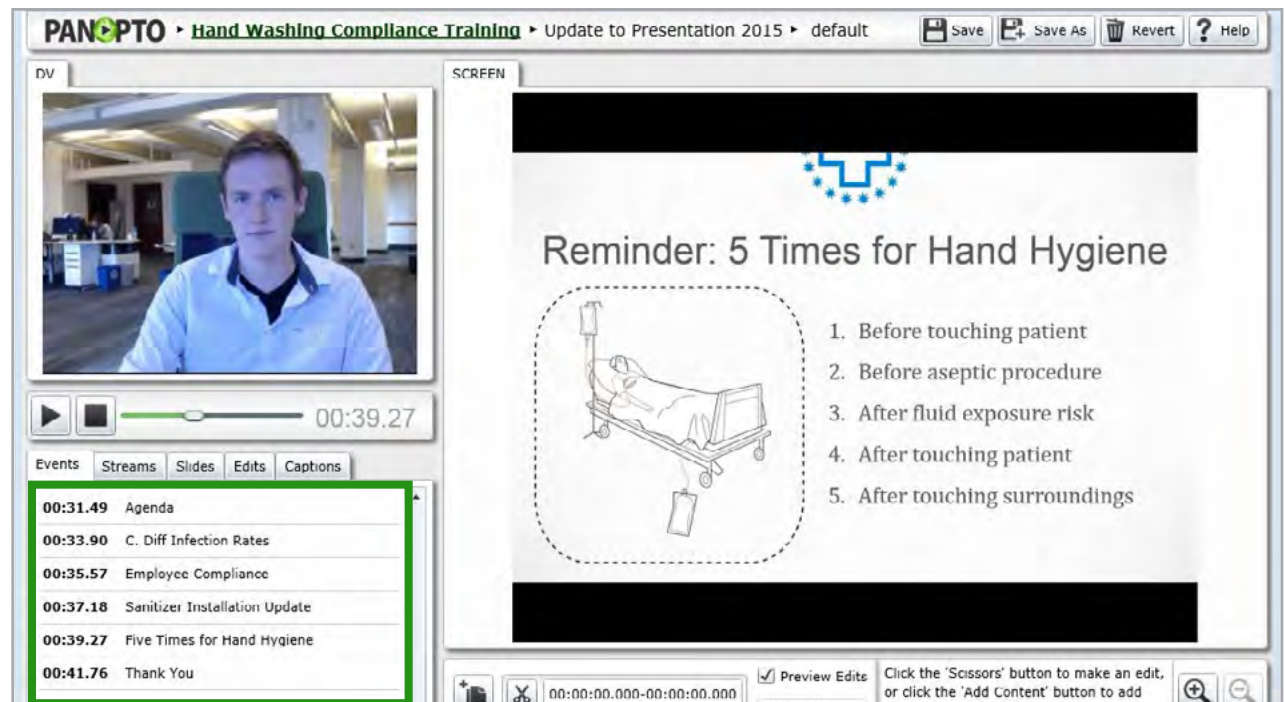 PANOPTO ‣ Hand Washing Compliance Training ‣ Update to Presentation 2015 ‣ default
Save
Save As
Revert
? Help
DV
SCREEN
Reminder: 5 Times for Hand Hygiene
1. Before touching patient
2. Before aseptic procedure
3. After fluid exposure risk
4. After touching patient
5. After touching surroundings
00:39.27
Events
Streams
Slides
Edits
Captions
00:31.49 Agenda
00:33.90 C. Diff Infection Rates
00:35.57 Employee Compliance
00:37.18 Sanitizer Installation Update
00:39.27 Five Times for Hand Hygiene
00:41.76 Thank You
00:00:00.000-00:00:00.000
Preview Edits
Click the 'Scissors' button to make an edit,
or click the 'Add Content' button to add